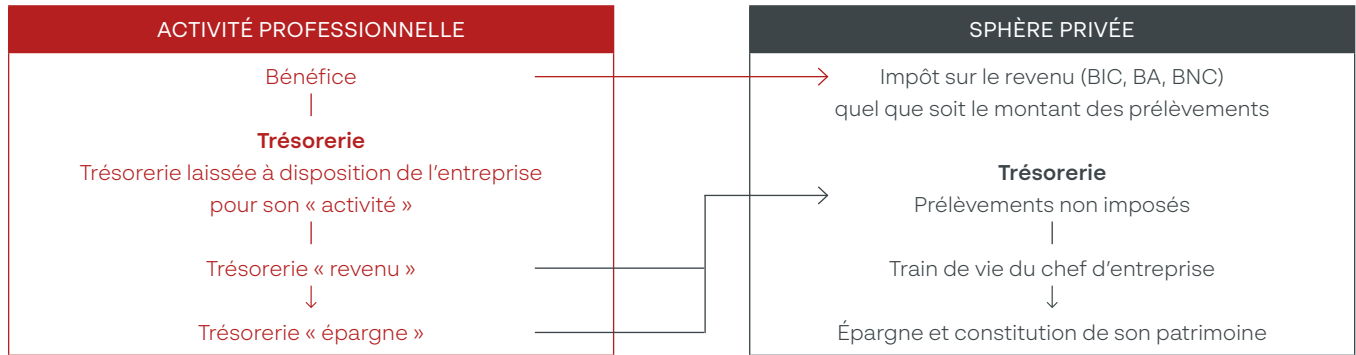 ACTIVITÉ PROFESSIONNELLE
Bénéfice
Trésorerie
Trésorerie laissée à disposition de l’entreprise
pour son « activité »
Trésorerie « revenu »
Trésorerie « épargne »
SPHÈRE PRIVÉE
Impôt sur le revenu (BIC, BA, BNC)
quel que soit le montant des prélèvements
Trésorerie
Prélèvements non imposés
Train de vie du chef d’entreprise
Épargne et constitution de son patrimoine